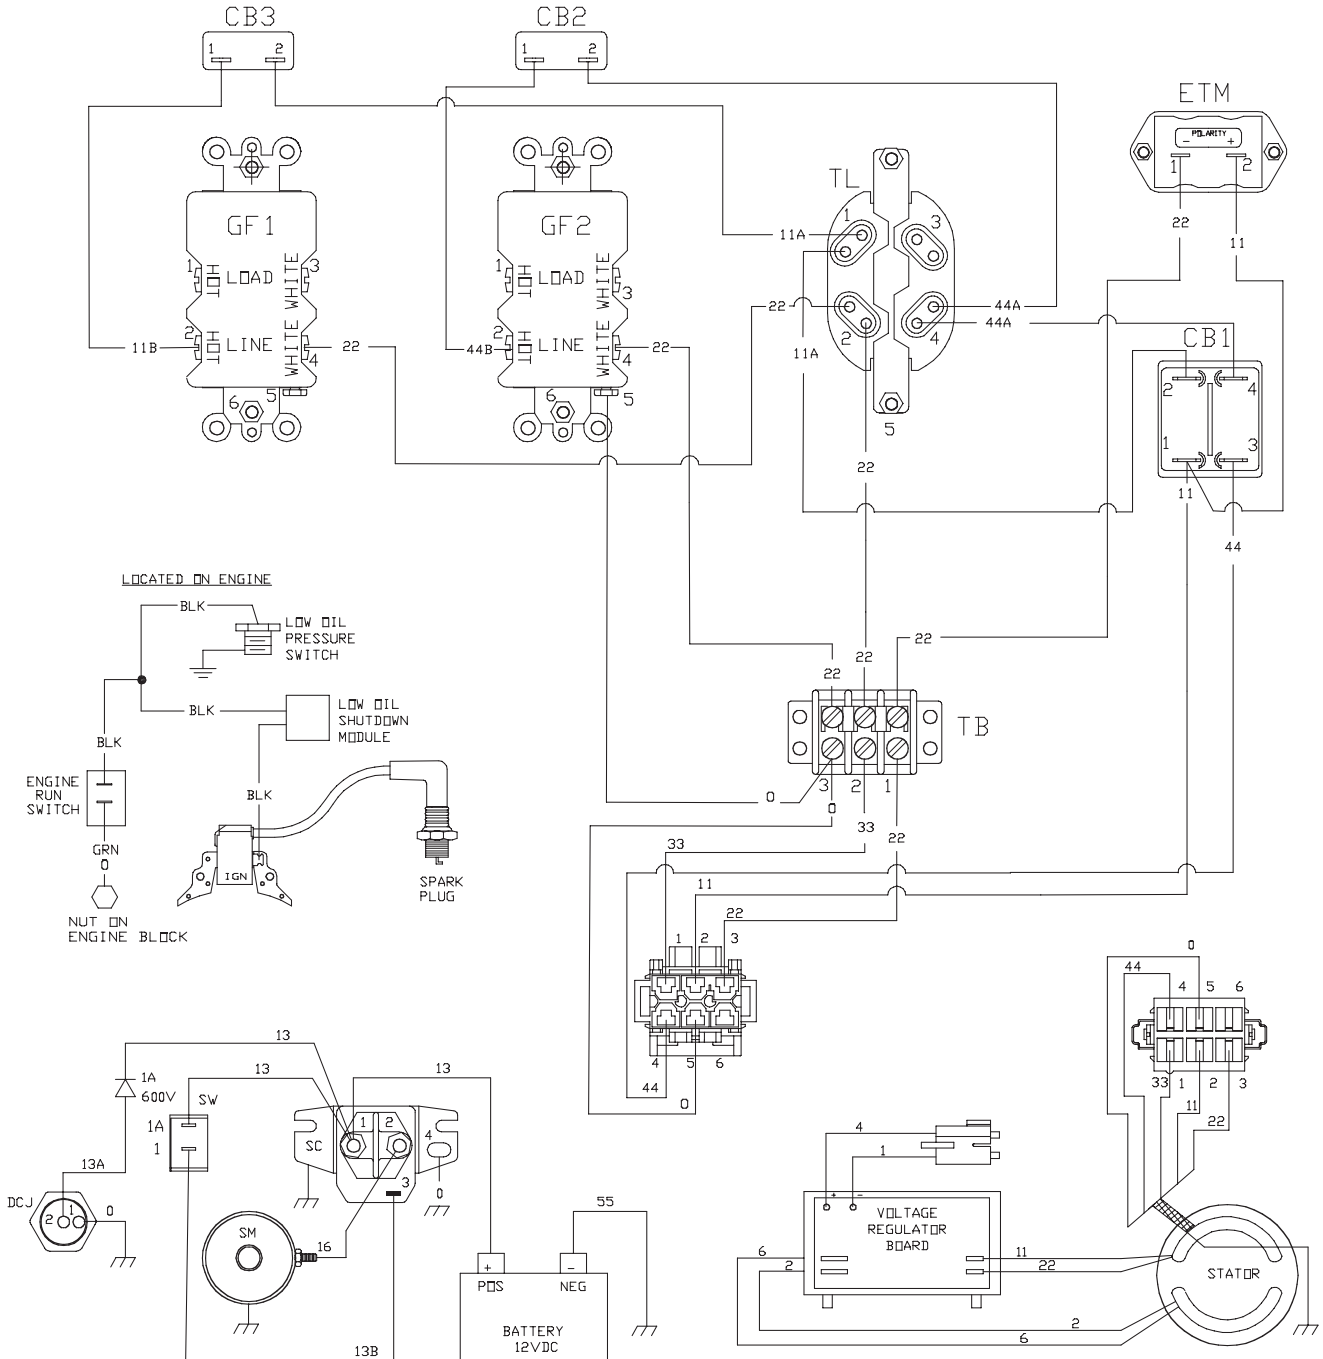 CB3
CB2
1 2
1 2
ETM
POLARITY
- +
1 2
TL
1
3
22
GF1
GF2
11A
11
1 HOT LOAD WHITE 3
1 HOT LOAD WHITE 3
22
44A
44A
2 HOT LINE WHITE 4
2 HOT LINE WHITE 4
11B
22
44B
22
2
4
11A
CB1
2 4
6 5
6 5
5
1 3
22
11
44
LOCATED ON ENGINE
BLK
LOW OIL
PRESSURE
SWITCH
22
22
22
BLK
LOW OIL
SHUTDOWN
MODULE
TB
BLK
ENGINE
RUN
SWITCH
BLK
3 2 1
0
0
33
22
GRN
0
33
IGN
SPARK
PLUG
11
22
NUT ON
ENGINE BLOCK
1 2 3
0
44
4 5 6
13
4 5 6
44
0
33 1 2 3
11
22
1A
600V
13
13
SW
1A
1
SC
1 2
4
3
0
4
1
13A
DCJ
2 1
0
SM
16
55
+ -
VOLTAGE
REGULATOR
BOARD
6
2
11
22
STATOR
+
-
POS
NEG
BATTERY
12VDC
13B
2
6